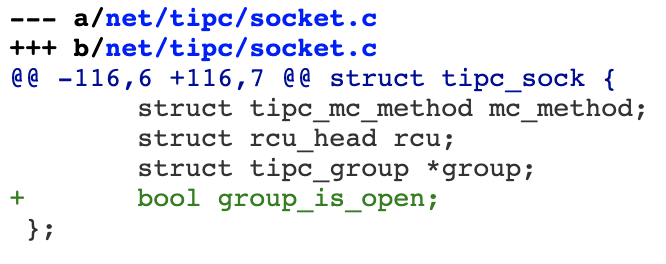 --- a/net/tipc/socket.c
+++ b/net/tipc/socket.c
@@ -116,6 +116,7 @@ struct tipc_sock {
        struct tipc_mc_method mc_method;
        struct rcu_head rcu;
        struct tipc_group *group;
+       bool group_is_open;
 };